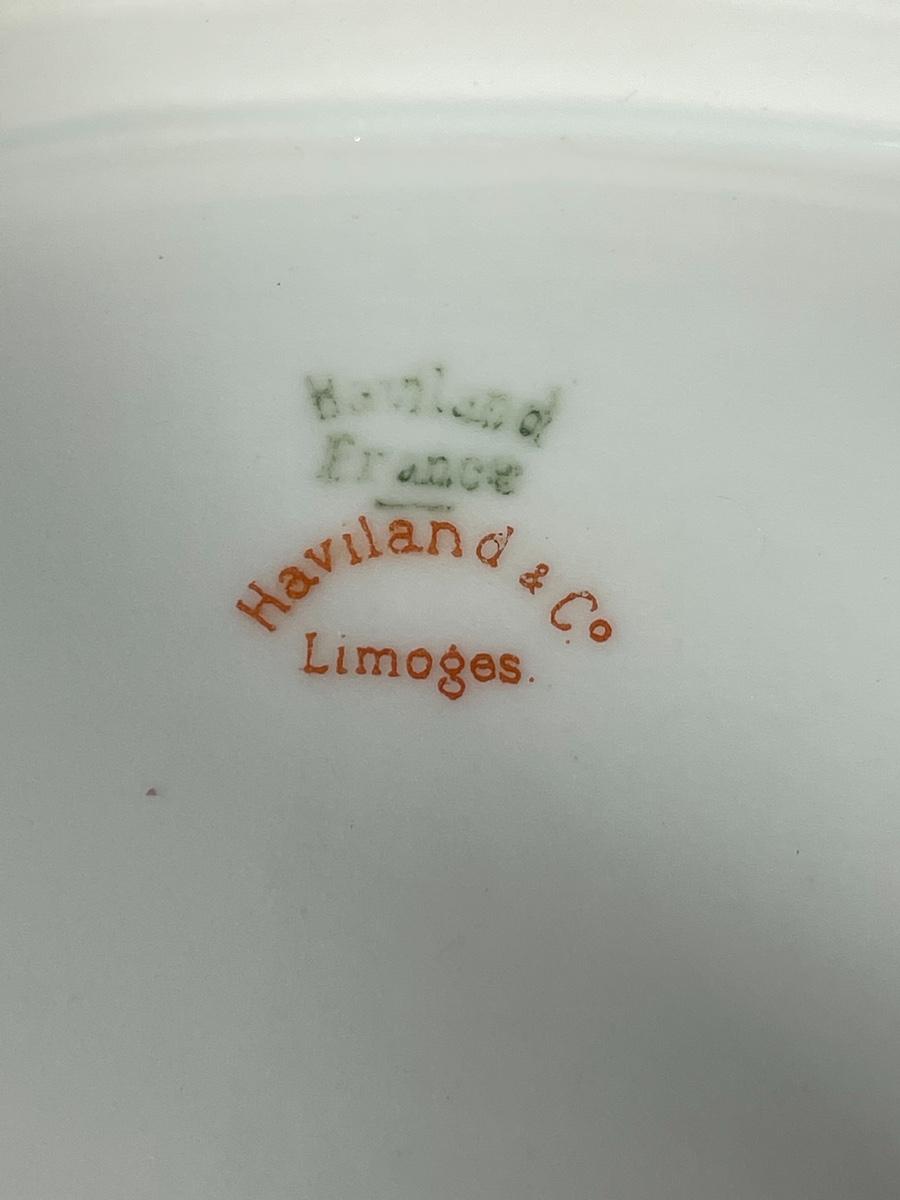 Haviland
France
Haviland & Co
Limoges.